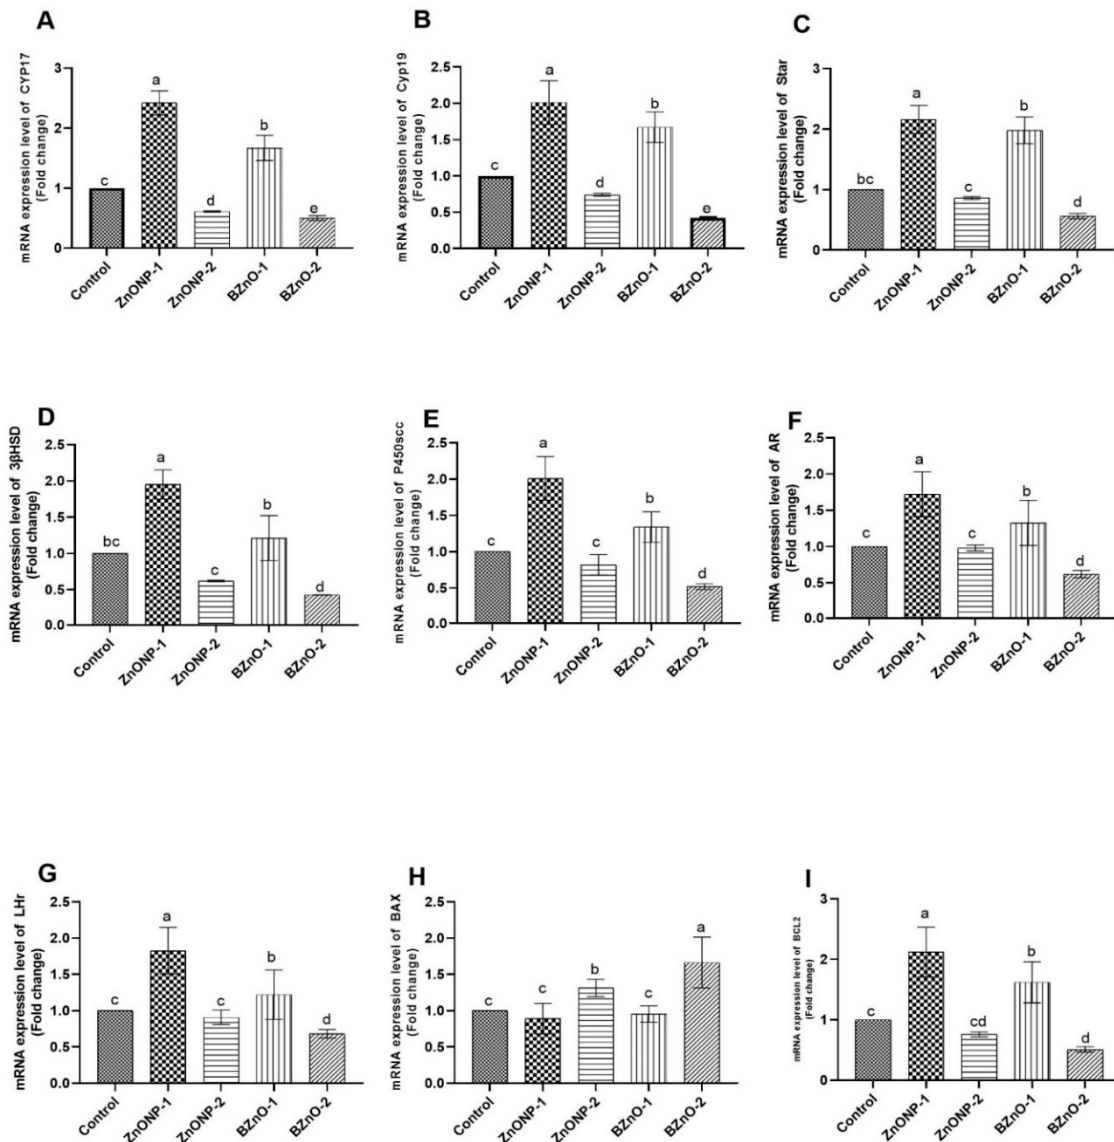 A
mRNA expression level of CYP17
(Fold change)
3
2
1
0
c
a
d
b
e
Control
ZnONP-1
ZnONP-2
BZnO-1
BZnO-2
B
mRNA expression level of Cyp19
(Fold change)
2.5
2.0
1.5
1.0
0.5
0.0
c
a
d
b
e
Control
ZnONP-1
ZnONP-2
BZnO-1
BZnO-2
C
mRNA expression level of Star
(Fold change)
3
2
1
0
bc
a
c
b
d
Control
ZnONP-1
ZnONP-2
BZnO-1
BZnO-2
D
mRNA expression level of 3βHSD
(Fold change)
2.5
2.0
1.5
1.0
0.5
0.0
bc
a
c
b
d
Control
ZnONP-1
ZnONP-2
BZnO-1
BZnO-2
E
mRNA expression level of P450scc
(Fold change)
2.5
2.0
1.5
1.0
0.5
0.0
c
a
c
b
d
Control
ZnONP-1
ZnONP-2
BZnO-1
BZnO-2
F
mRNA expression level of AR
(Fold change)
2.5
2.0
1.5
1.0
0.5
0.0
c
a
c
b
d
Control
ZnONP-1
ZnONP-2
BZnO-1
BZnO-2
G
mRNA expression level of LHr
(Fold change)
2.5
2.0
1.5
1.0
0.5
0.0
c
a
c
b
d
Control
ZnONP-1
ZnONP-2
BZnO-1
BZnO-2
H
mRNA expression level of BAX
(Fold change)
2.5
2.0
1.5
1.0
0.5
0.0
c
c
b
c
a
Control
ZnONP-1
ZnONP-2
BZnO-1
BZnO-2
I
mRNA expression level of BCL2
(Fold change)
3
2
1
0
c
a
cd
b
d
Control
ZnONP-1
ZnONP-2
BZnO-1
BZnO-2